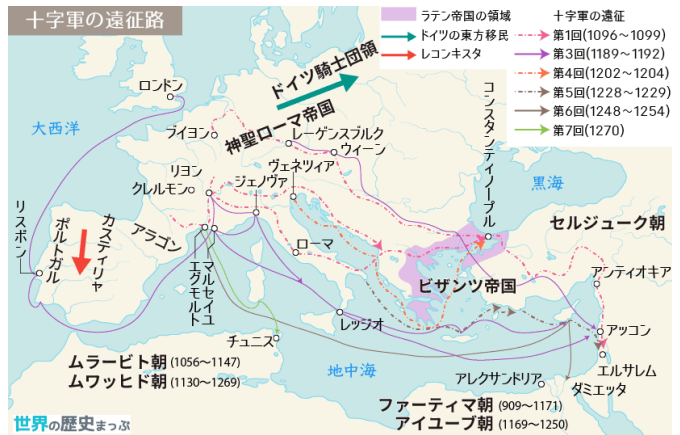 十字軍の遠征路
ラテン帝国の領域
ドイツの東方移民
レコンキスタ
十字軍の遠征
第1回(1096〜1099)
第3回(1189〜1192)
第4回(1202〜1204)
第5回(1228〜1229)
第6回(1248〜1254)
第7回(1270)
ロンドン
ドイツ騎士団領
大西洋
ブイヨン
神聖ローマ帝国
レーゲンスブルク
ウィーン
コンスタンティノープル
ヴェネツィア
リヨン
ジェノヴァ
クレルモン
黒海
リスボン
ポルトガル
カスティリャ
アラゴン
セルジューク朝
ローマ
エグモルト
マルセイユ
ビザンツ帝国
アンティオキア
レッジオ
アッコン
チュニス
ムラービト朝(1056〜1147)
ムワッヒド朝(1130〜1269)
地中海
エルサレム
アレクサンドリア
ダミエッタ
ファーティマ朝(909〜1171)
アイユーブ朝(1169〜1250)
世界の歴史まっぷ